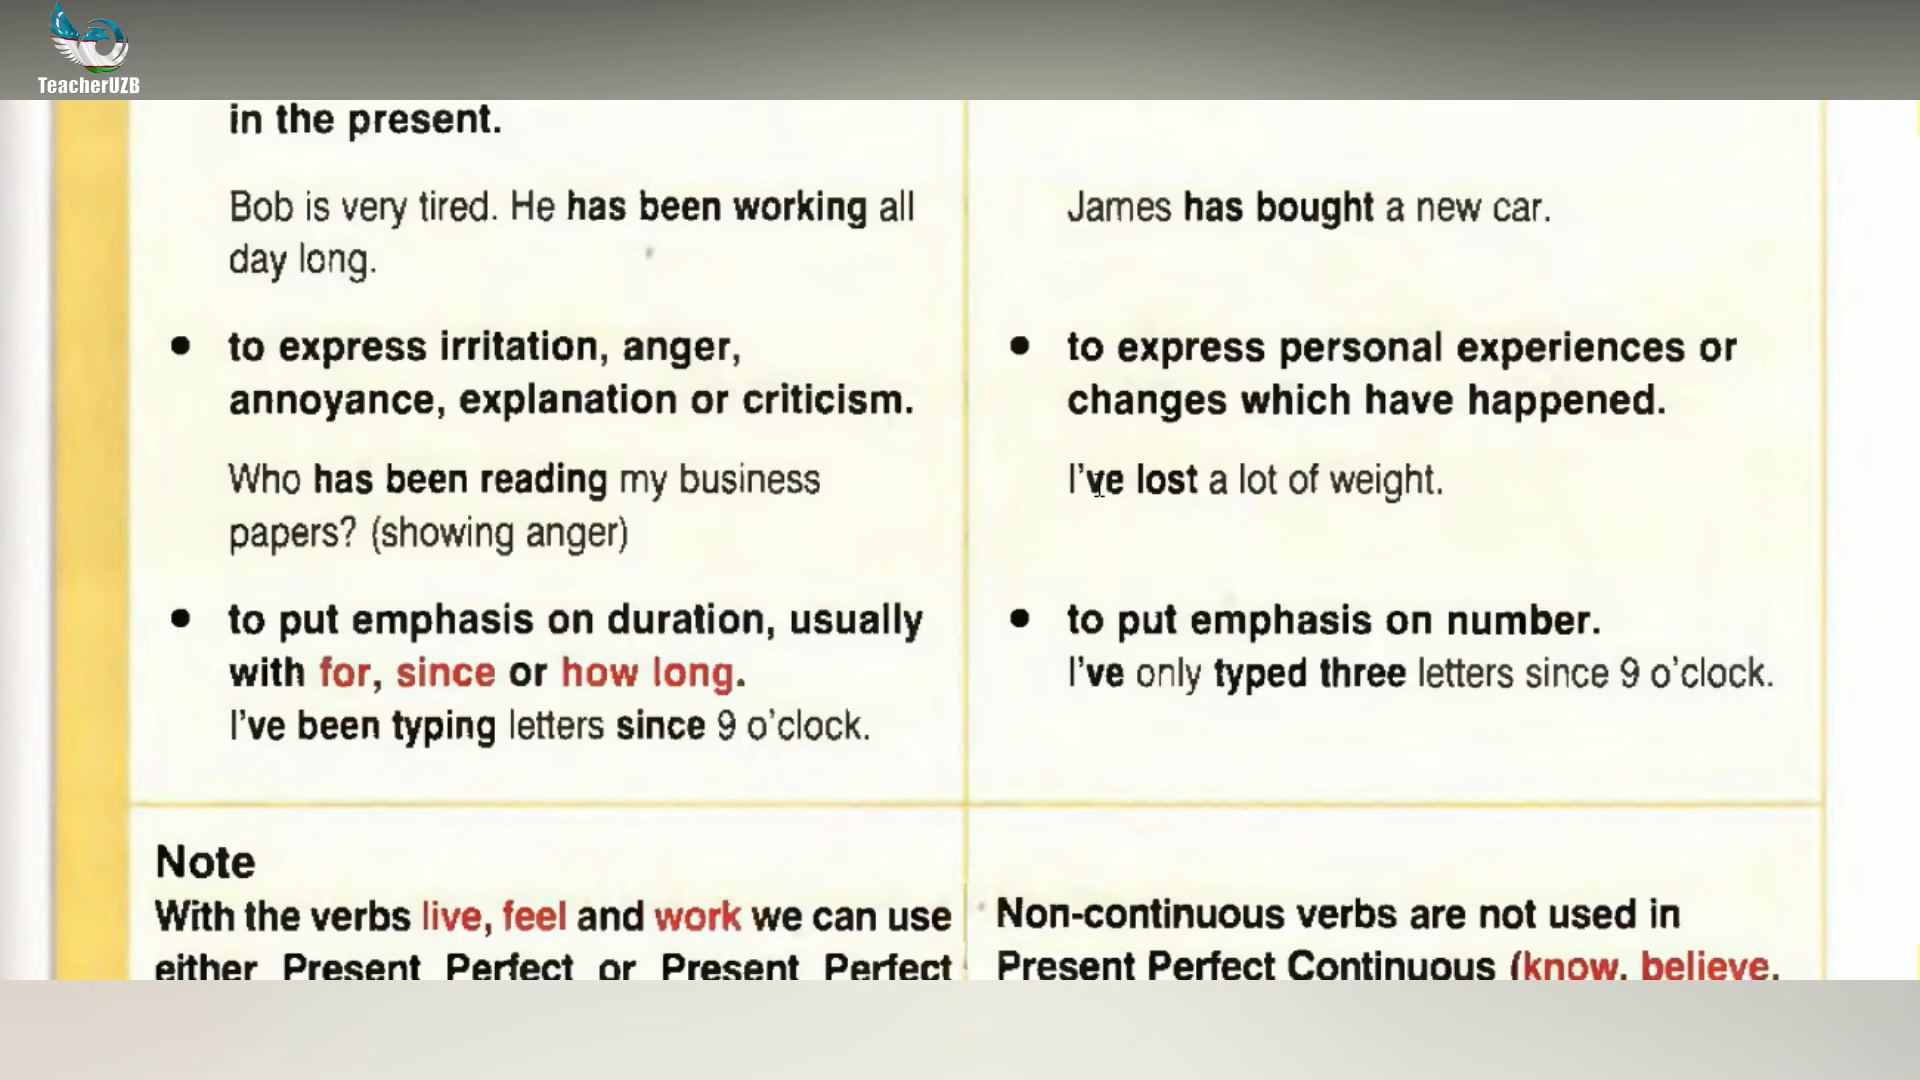 TeacherUZB
in the present.
Bob is very tired. He has been working all
day long.
• to express irritation, anger,
annoyance, explanation or criticism.
Who has been reading my business
papers? (showing anger)
• to put emphasis on duration, usually
with for, since or how long.
I've been typing letters since 9 o'clock.
James has bought a new car.
• to express personal experiences or
changes which have happened.
I've lost a lot of weight.
• to put emphasis on number.
I've only typed three letters since 9 o'clock.
Note
With the verbs live, feel and work we can use
either Present Perfect or Present Perfect
Non-continuous verbs are not used in
Present Perfect Continuous (know, believe,